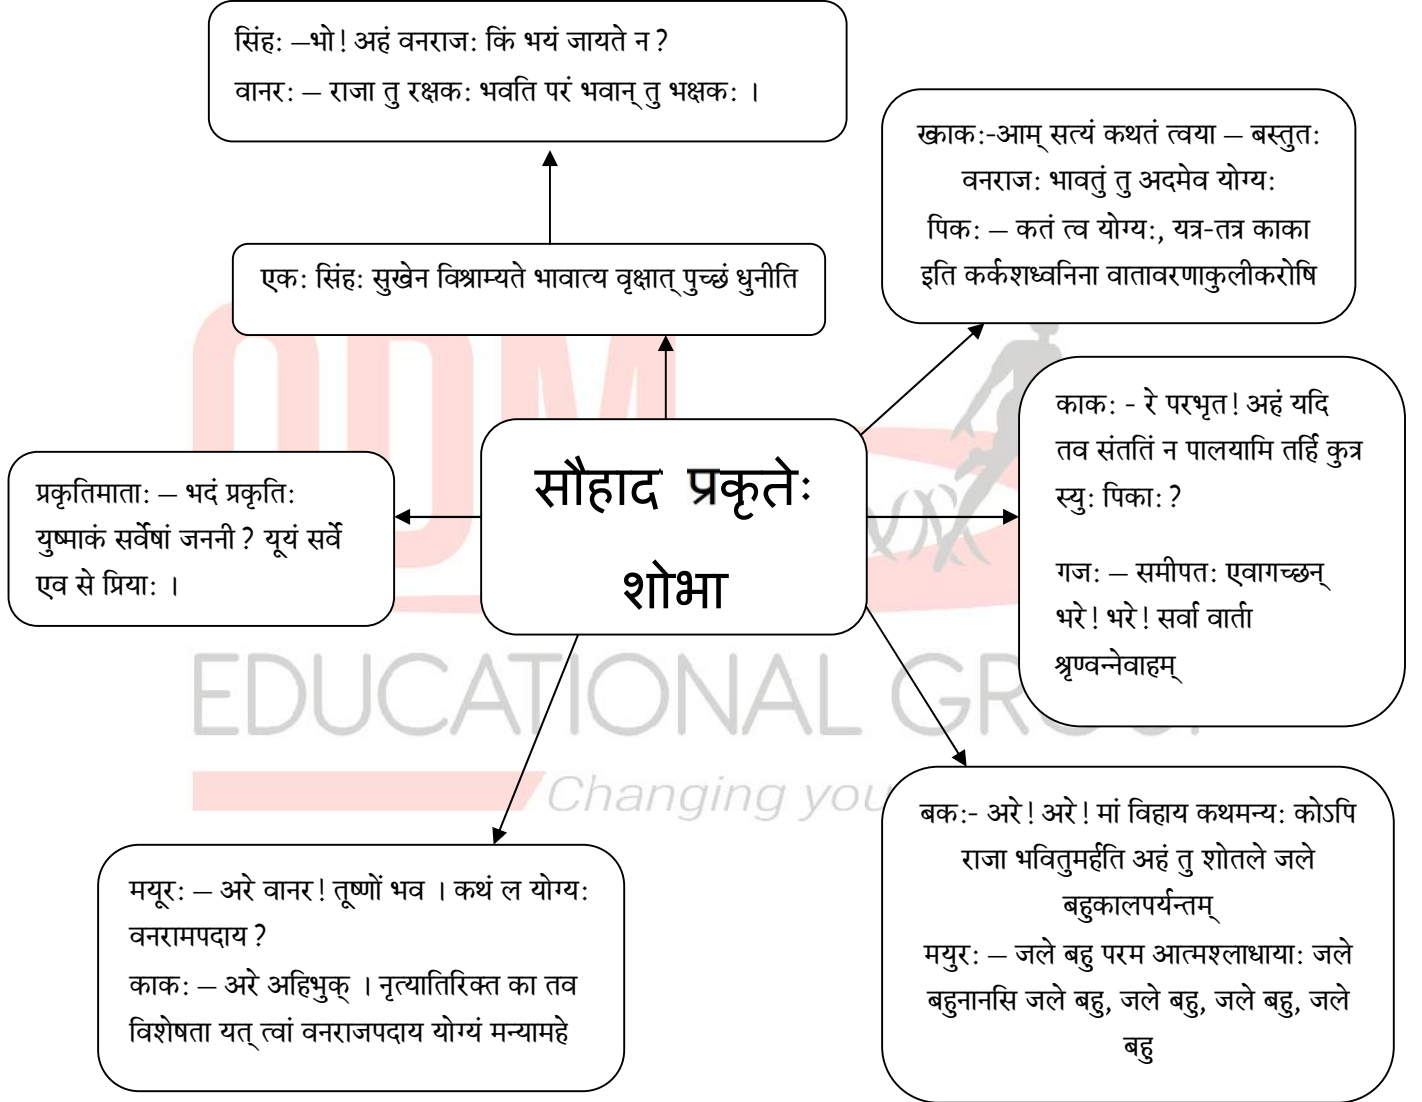 सिंह: –भो! अहं वनराज: किं भयं जायते न?
वानर: – राजा तु रक्षक: भवति परं भवान् तु भक्षक: ।
एक: सिंह: सुखेन विश्राम्यते भावात्य वृक्षात् पुच्छं धुनीति
काक:-आम् सत्यं कथतं त्वया – बस्तुत:
वनराज: भावतुं तु अदमेव योग्य:
पिक: – कतं त्व योग्य:, यत्र-तत्र काका
इति कर्कशध्वनिना वातावरणाकुलीकरोषि
काक: - रे परभृत! अहं यदि
तव संततिं न पालयामि तर्हि कुत्र
स्यु: पिका: ?
गज: – समीपत: एवागच्छन्
भरे! भरे! सर्वा वार्ता
श्रृण्वन्नेवाहम्
सौहाद प्रकृतेः
शोभा
प्रकृतिमाता: – भदं प्रकृति:
युष्माकं सर्वेषां जननी? यूयं सर्वे
एव से प्रिया: ।
मयूर: – अरे वानर! तूष्णों भव । कथं ल योग्य:
वनरामपदाय?
काक: – अरे अहिभुक् । नृत्यातिरिक्त का तव
विशेषता यत् त्वां वनराजपदाय योग्यं मन्यामहे
बक:- अरे! अरे! मां विहाय कथमन्य: कोऽपि
राजा भवितुमर्हति अहं तु शोतले जले
बहुकालपर्यन्तम्
मयुर: – जले बहु परम आत्मश्लाधाया: जले
बहुनानसि जले बहु, जले बहु, जले बहु, जले
बहु
ODM
EDUCATIONAL
Changing